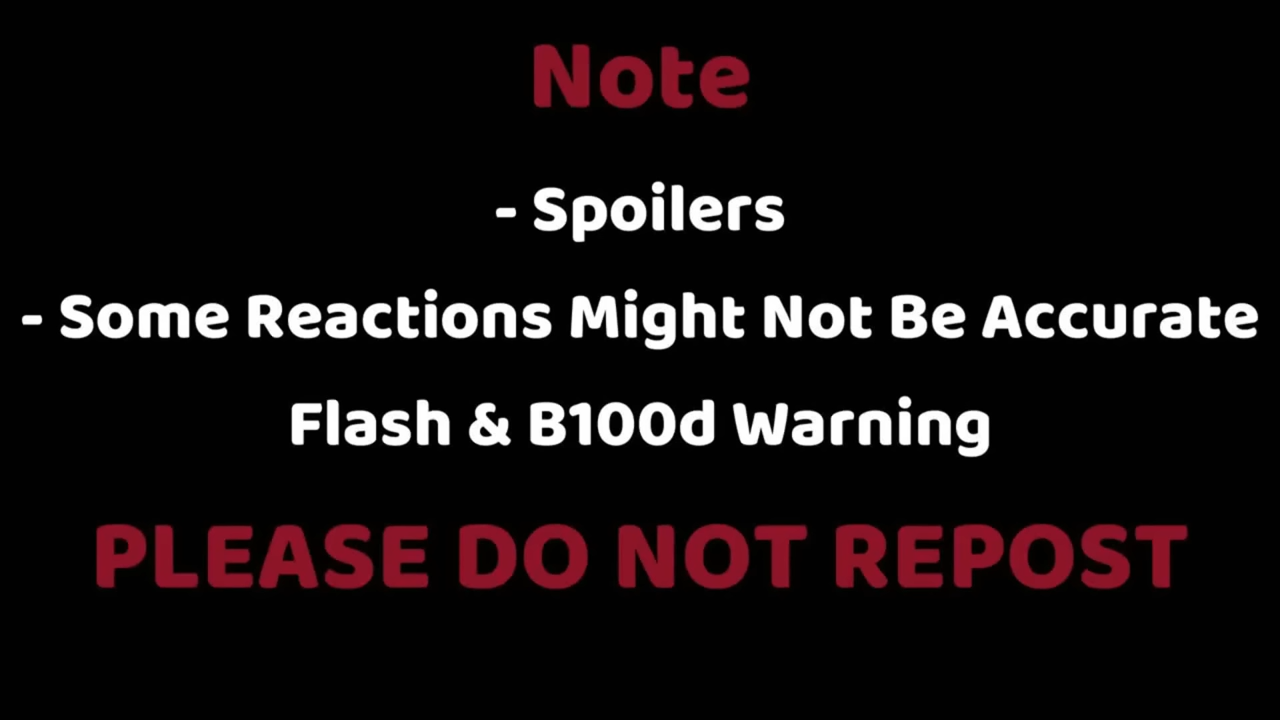 Note
- Spoilers
- Some Reactions Might Not Be Accurate
Flash & B100d Warning
PLEASE DO NOT REPOST